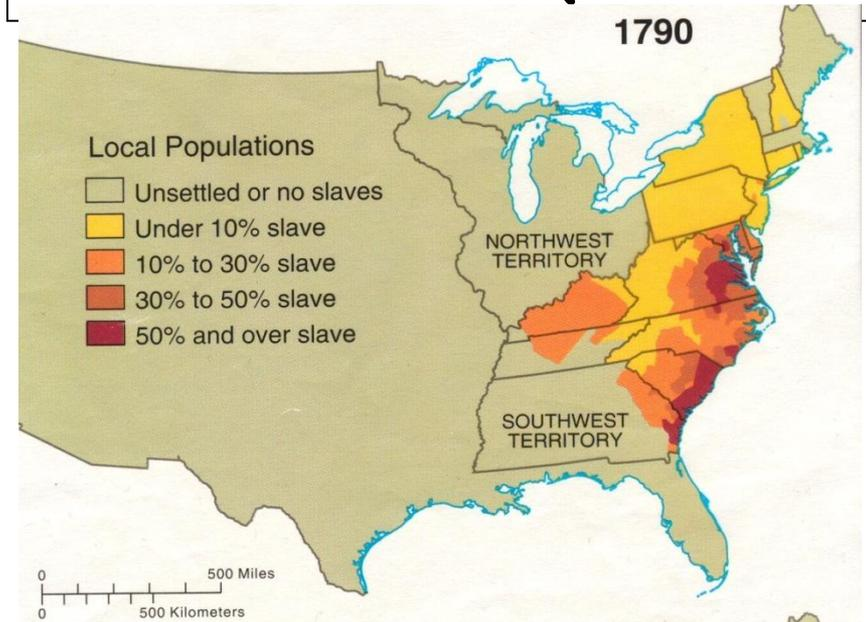 1790
Local Populations
Unsettled or no slaves
Under 10% slave
10% to 30% slave
30% to 50% slave
50% and over slave
NORTHWEST
TERRITORY
SOUTHWEST
TERRITORY
0 500 Miles
0 500 Kilometers